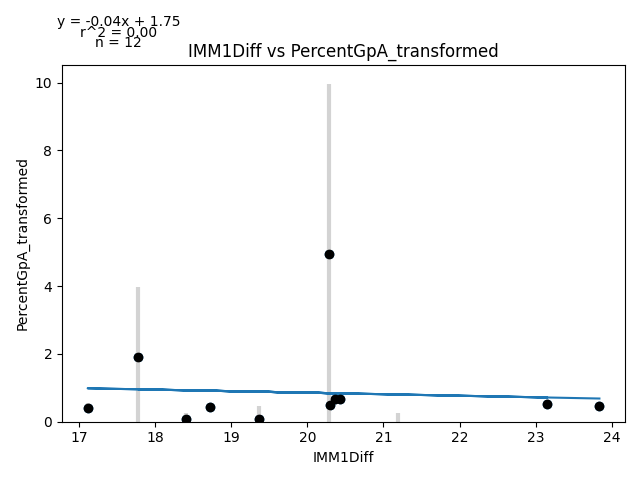 y = -0.04x + 1.75
r^2 = 0.00
n = 12
IMM1Diff vs PercentGpA_transformed
PercentGpA_transformed
10
8
6
4
2
0
17 18 19 20 21 22 23 24
IMM1Diff